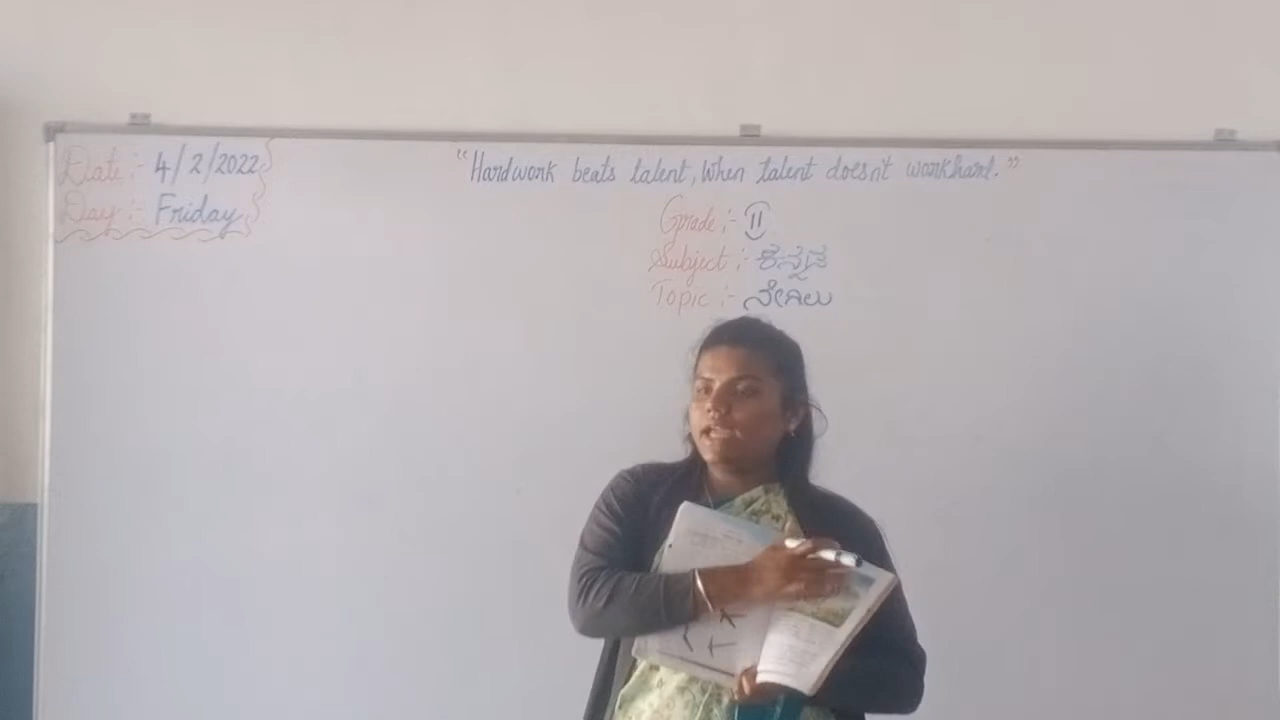 Date :- 4/2/2022
Day :- Friday
"Hardwork beats talent, when talent doesn't workhard."
Grade :- II
Subject :- ಕನ್ನಡ
Topic :- ನೇಗಿಲು